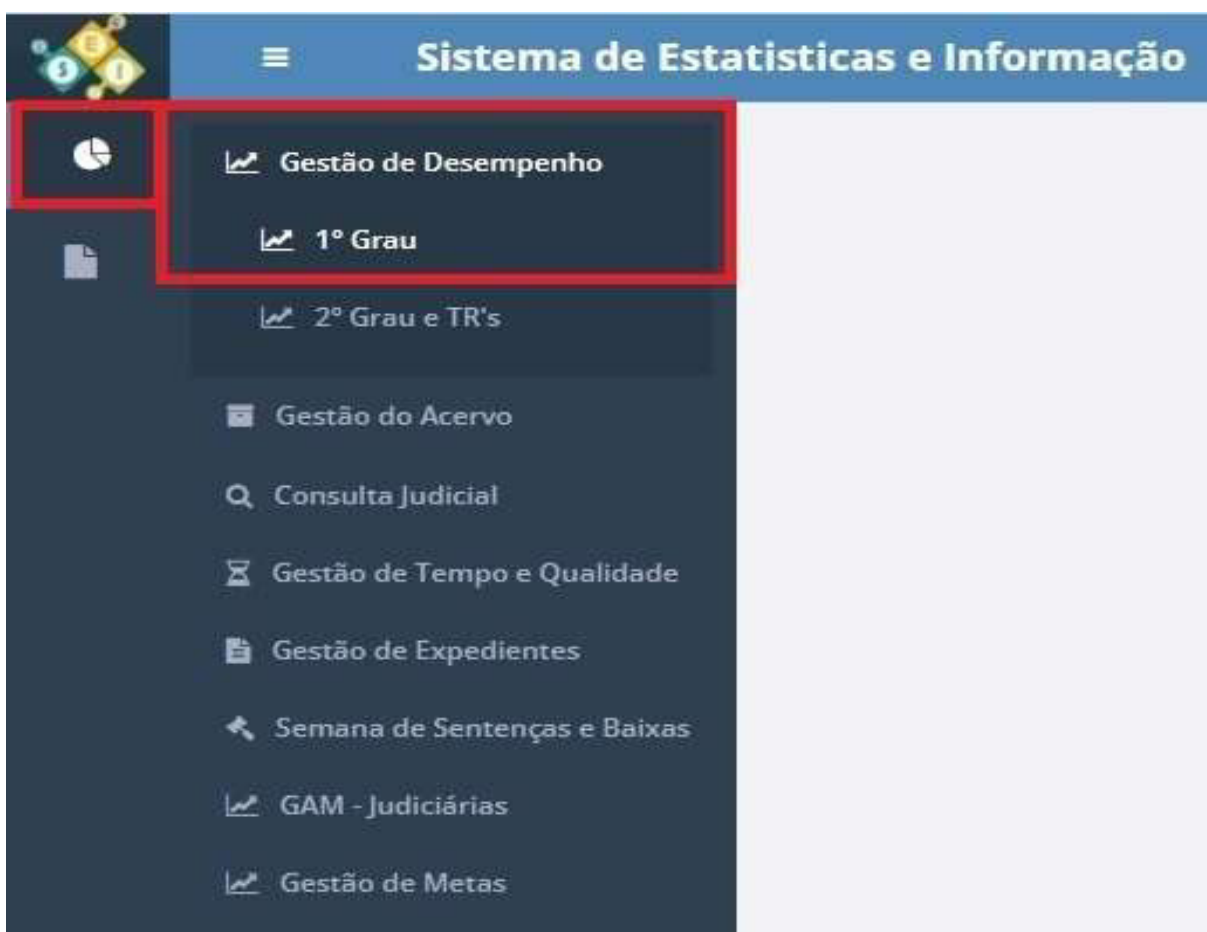 S E I
Sistema de Estatisticas e Informação
Gestão de Desempenho
1º Grau
2º Grau e TR's
Gestão do Acervo
Consulta Judicial
Gestão de Tempo e Qualidade
Gestão de Expedientes
Semana de Sentenças e Baixas
GAM - Judiciárias
Gestão de Metas